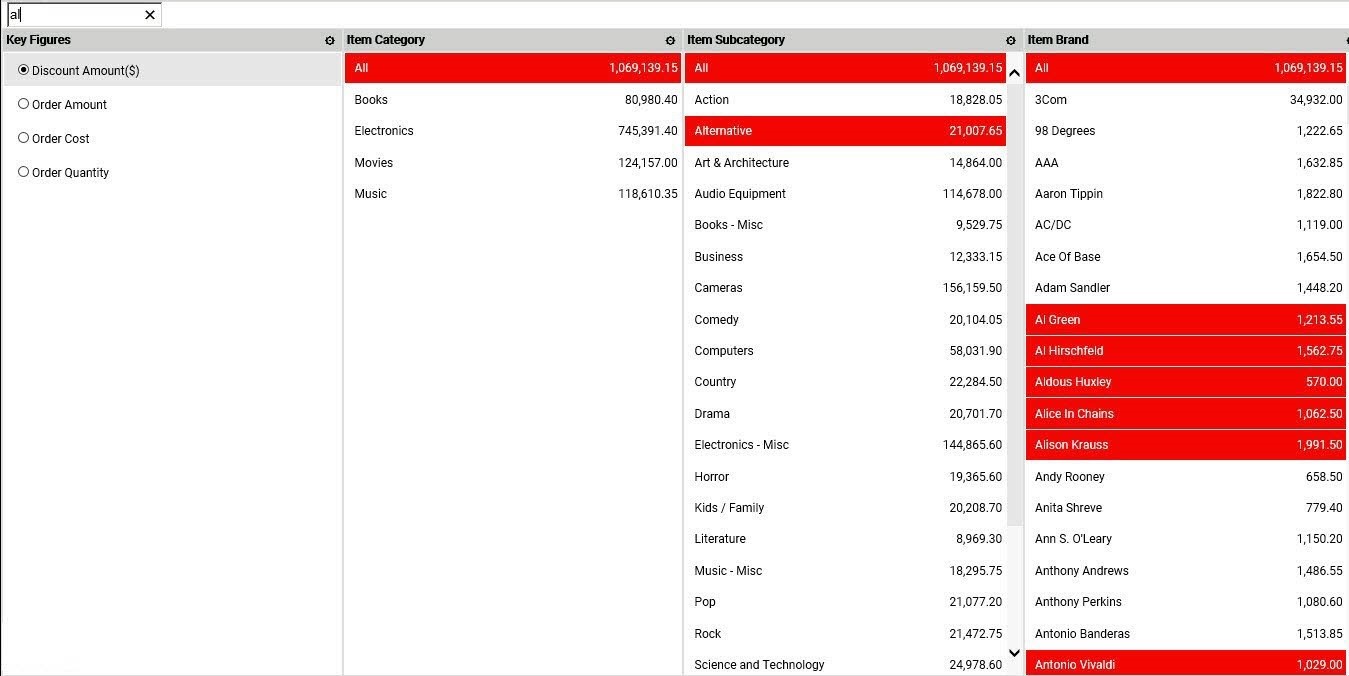 al
Key Figures Item Category Item Subcategory Item Brand
Discount Amount($) All 1,069,139.15 All 1,069,139.15 All 1,069,139.15
Order Amount Books 80,980.40 Action 18,828.05 3Com 34,932.00
Order Cost Electronics 745,391.40 Alternative 21,007.65 98 Degrees 1,222.65
Order Quantity Movies 124,157.00 Art & Architecture 14,864.00 AAA 1,632.85
Music 118,610.35 Audio Equipment 114,678.00 Aaron Tippin 1,822.80
Books - Misc 9,529.75 AC/DC 1,119.00
Business 12,333.15 Ace Of Base 1,654.50
Cameras 156,159.50 Adam Sandler 1,448.20
Comedy 20,104.05 Al Green 1,213.55
Computers 58,031.90 Al Hirschfeld 1,562.75
Country 22,284.50 Aldous Huxley 570.00
Drama 20,701.70 Alice In Chains 1,062.50
Electronics - Misc 144,865.60 Alison Krauss 1,991.50
Horror 19,365.60 Andy Rooney 658.50
Kids / Family 20,208.70 Anita Shreve 779.40
Literature 8,969.30 Ann S. O'Leary 1,150.20
Music - Misc 18,295.75 Anthony Andrews 1,486.55
Pop 21,077.20 Anthony Perkins 1,080.60
Rock 21,472.75 Antonio Banderas 1,513.85
Science and Technology 24,978.60 Antonio Vivaldi 1,029.00